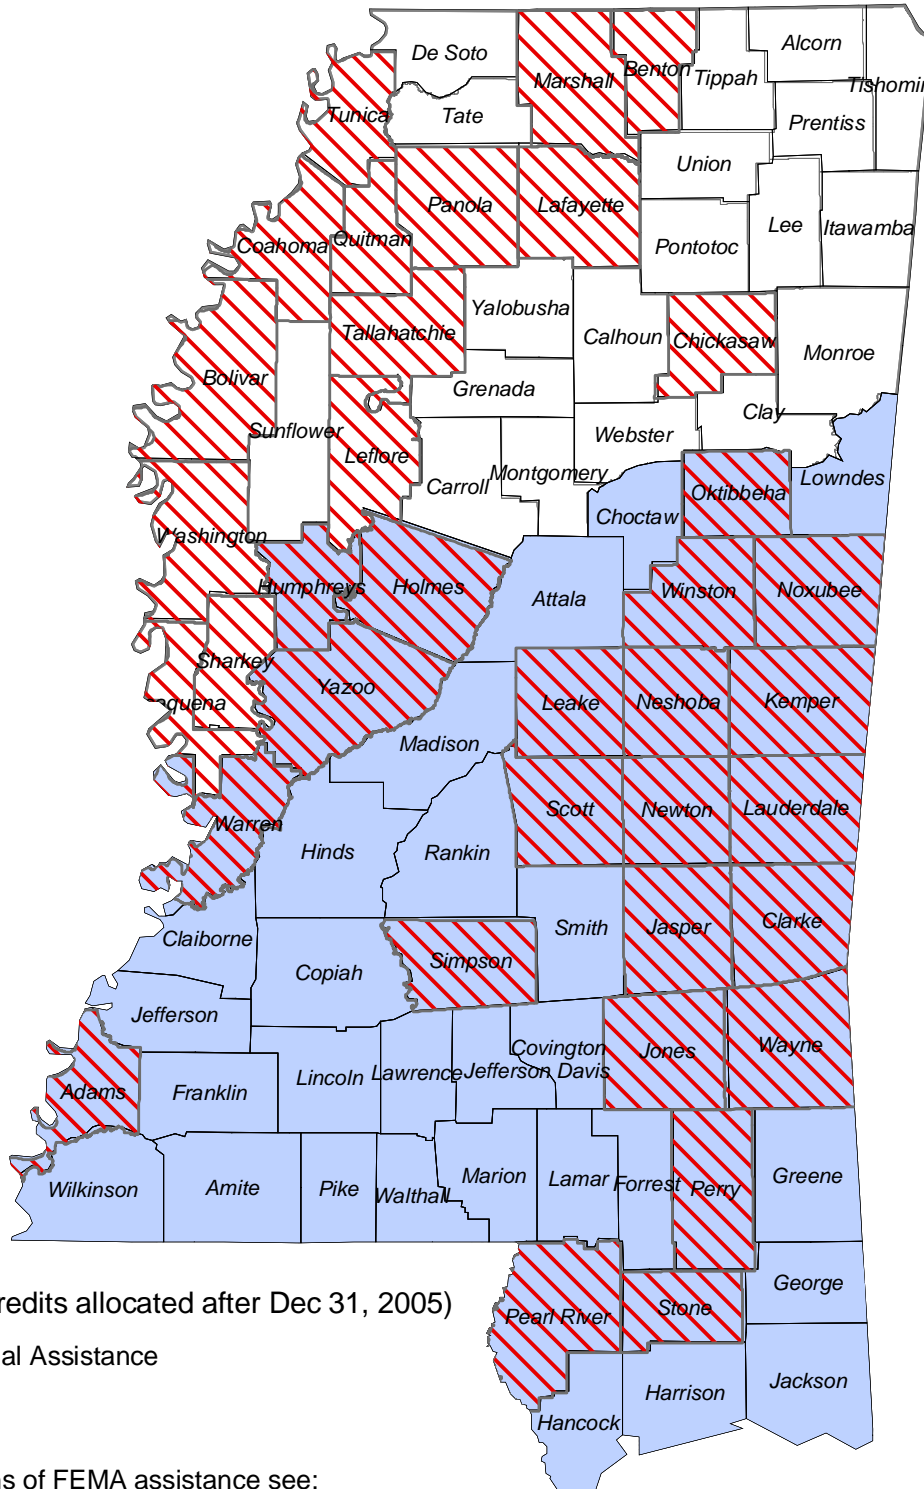 De Soto
Marshall
Benton
Tippah
Alcorn
Tishomin
Tunica
Tate
Prentiss
Union
Panola
Lafayette
Coahoma
Quitman
Pontotoc
Lee
Itawamba
Tallahatchie
Yalobusha
Calhoun
Chickasaw
Monroe
Bolivar
Grenada
Sunflower
Leflore
Webster
Clay
Carroll
Montgomery
Oktibbeha
Lowndes
Choctaw
Washington
Humphreys
Holmes
Attala
Winston
Noxubee
Sharkey
Yazoo
Leake
Neshoba
Kemper
quena
Madison
Warren
Hinds
Rankin
Scott
Newton
Lauderdale
Claiborne
Copiah
Simpson
Smith
Jasper
Clarke
Jefferson
Adams
Franklin
Lincoln
Lawrence
Jefferson Davis
Covington
Jones
Wayne
Wilkinson
Amite
Pike
Walthall
Marion
Lamar
Forrest
Perry
Greene
George
Pearl River
Stone
redits allocated after Dec 31, 2005)
al Assistance
Hancock
Harrison
Jackson
ns of FEMA assistance see: